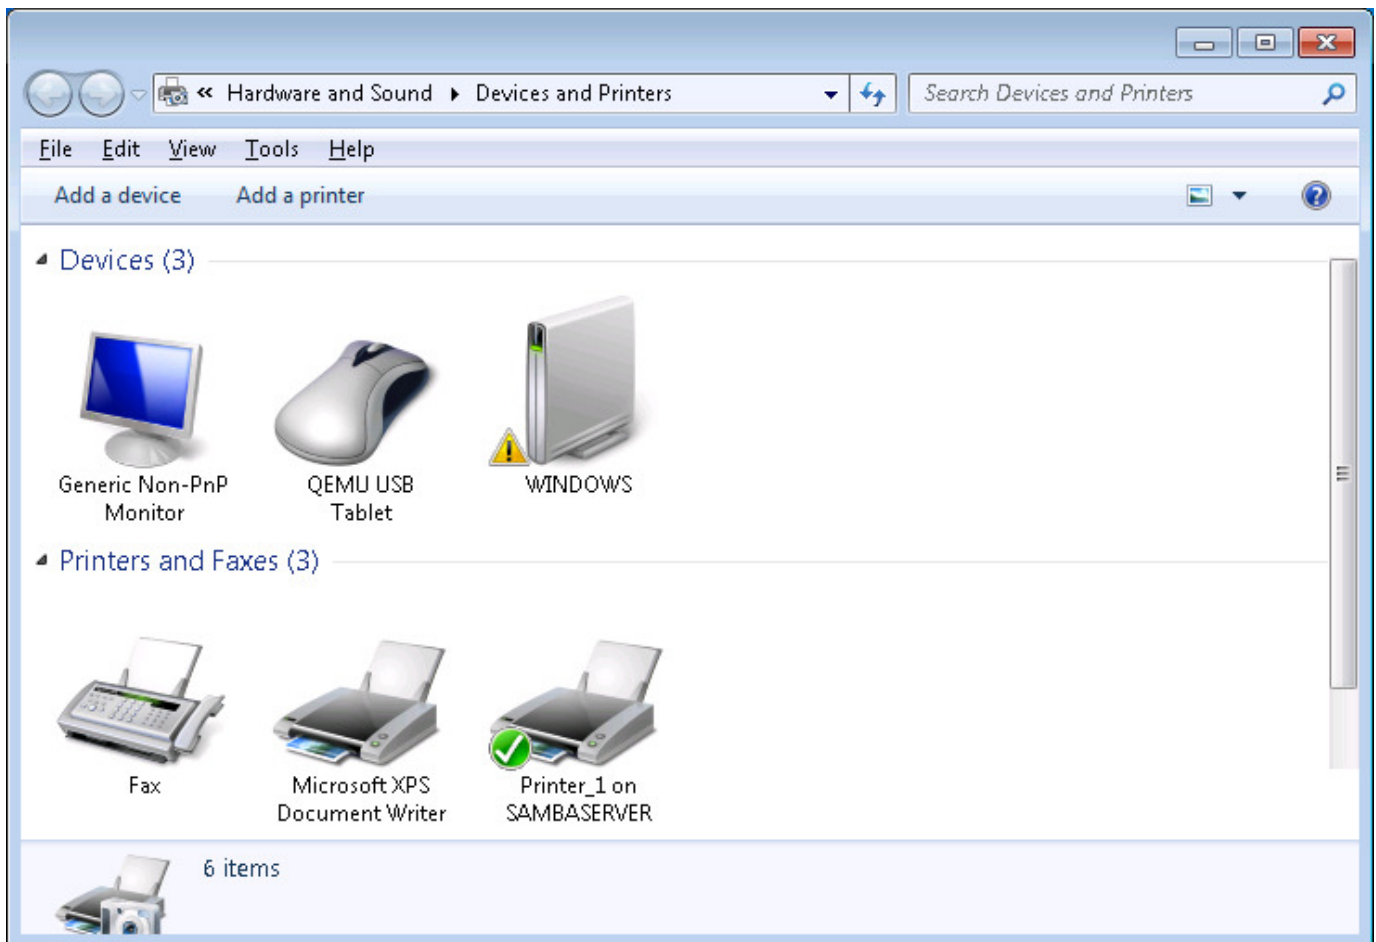 « Hardware and Sound ▸ Devices and Printers
Search Devices and Printers
File Edit View Tools Help
Add a device Add a printer
Devices (3)
Generic Non-PnP Monitor
QEMU USB Tablet
WINDOWS
Printers and Faxes (3)
Fax
Microsoft XPS Document Writer
Printer_1 on SAMBASERVER
6 items